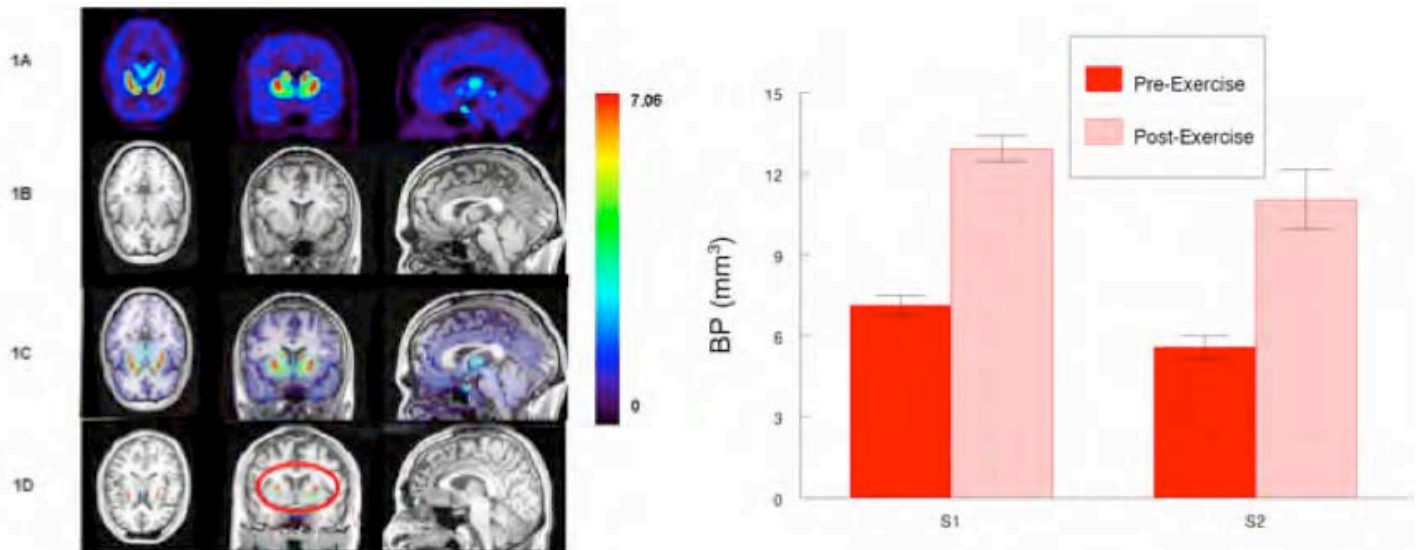 1A
1B
1C
1D
7.06
0
BP (mm³)
15
12
9
6
3
0
S1
S2
Pre-Exercise
Post-Exercise